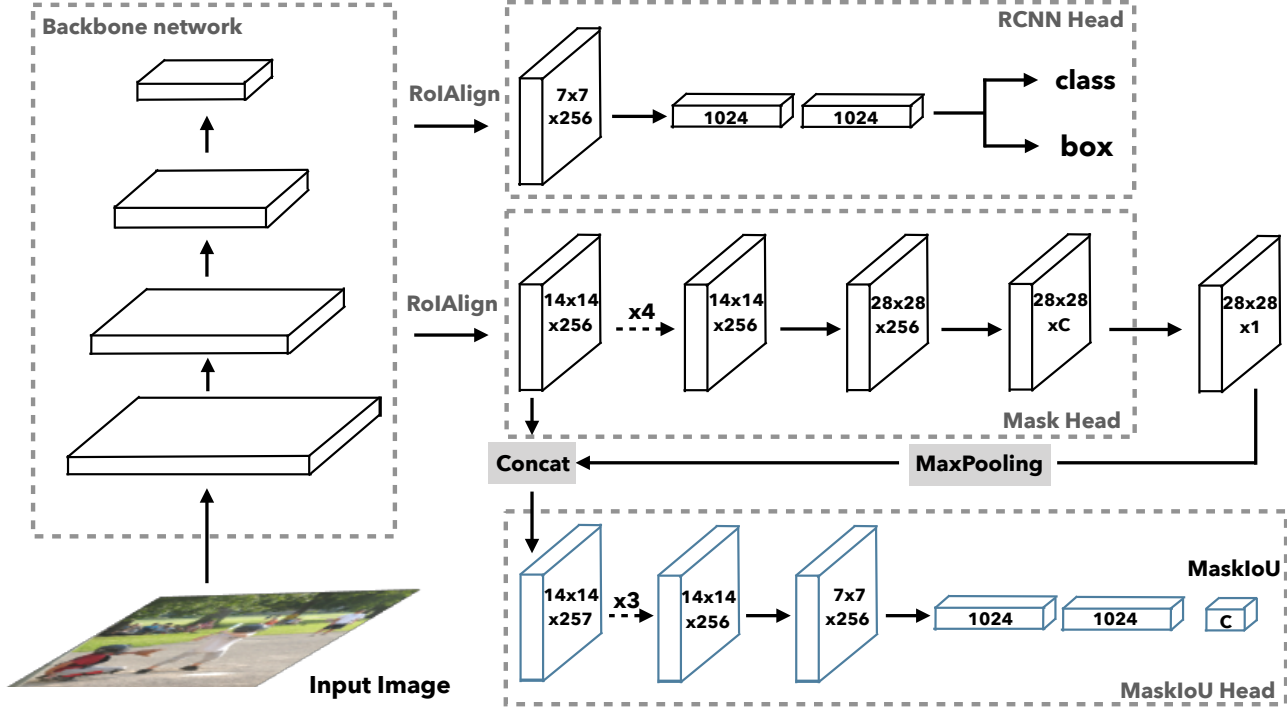 Backbone network
RoIAlign
RoIAlign
RCNN Head
7x7
x256
1024
1024
class
box
14x14
x256
x4
14x14
x256
28x28
x256
28x28
xC
28x28
x1
Mask Head
Concat
MaxPooling
14x14
x257
x3
14x14
x256
7x7
x256
1024
1024
MaskIoU
C
MaskIoU Head
Input Image